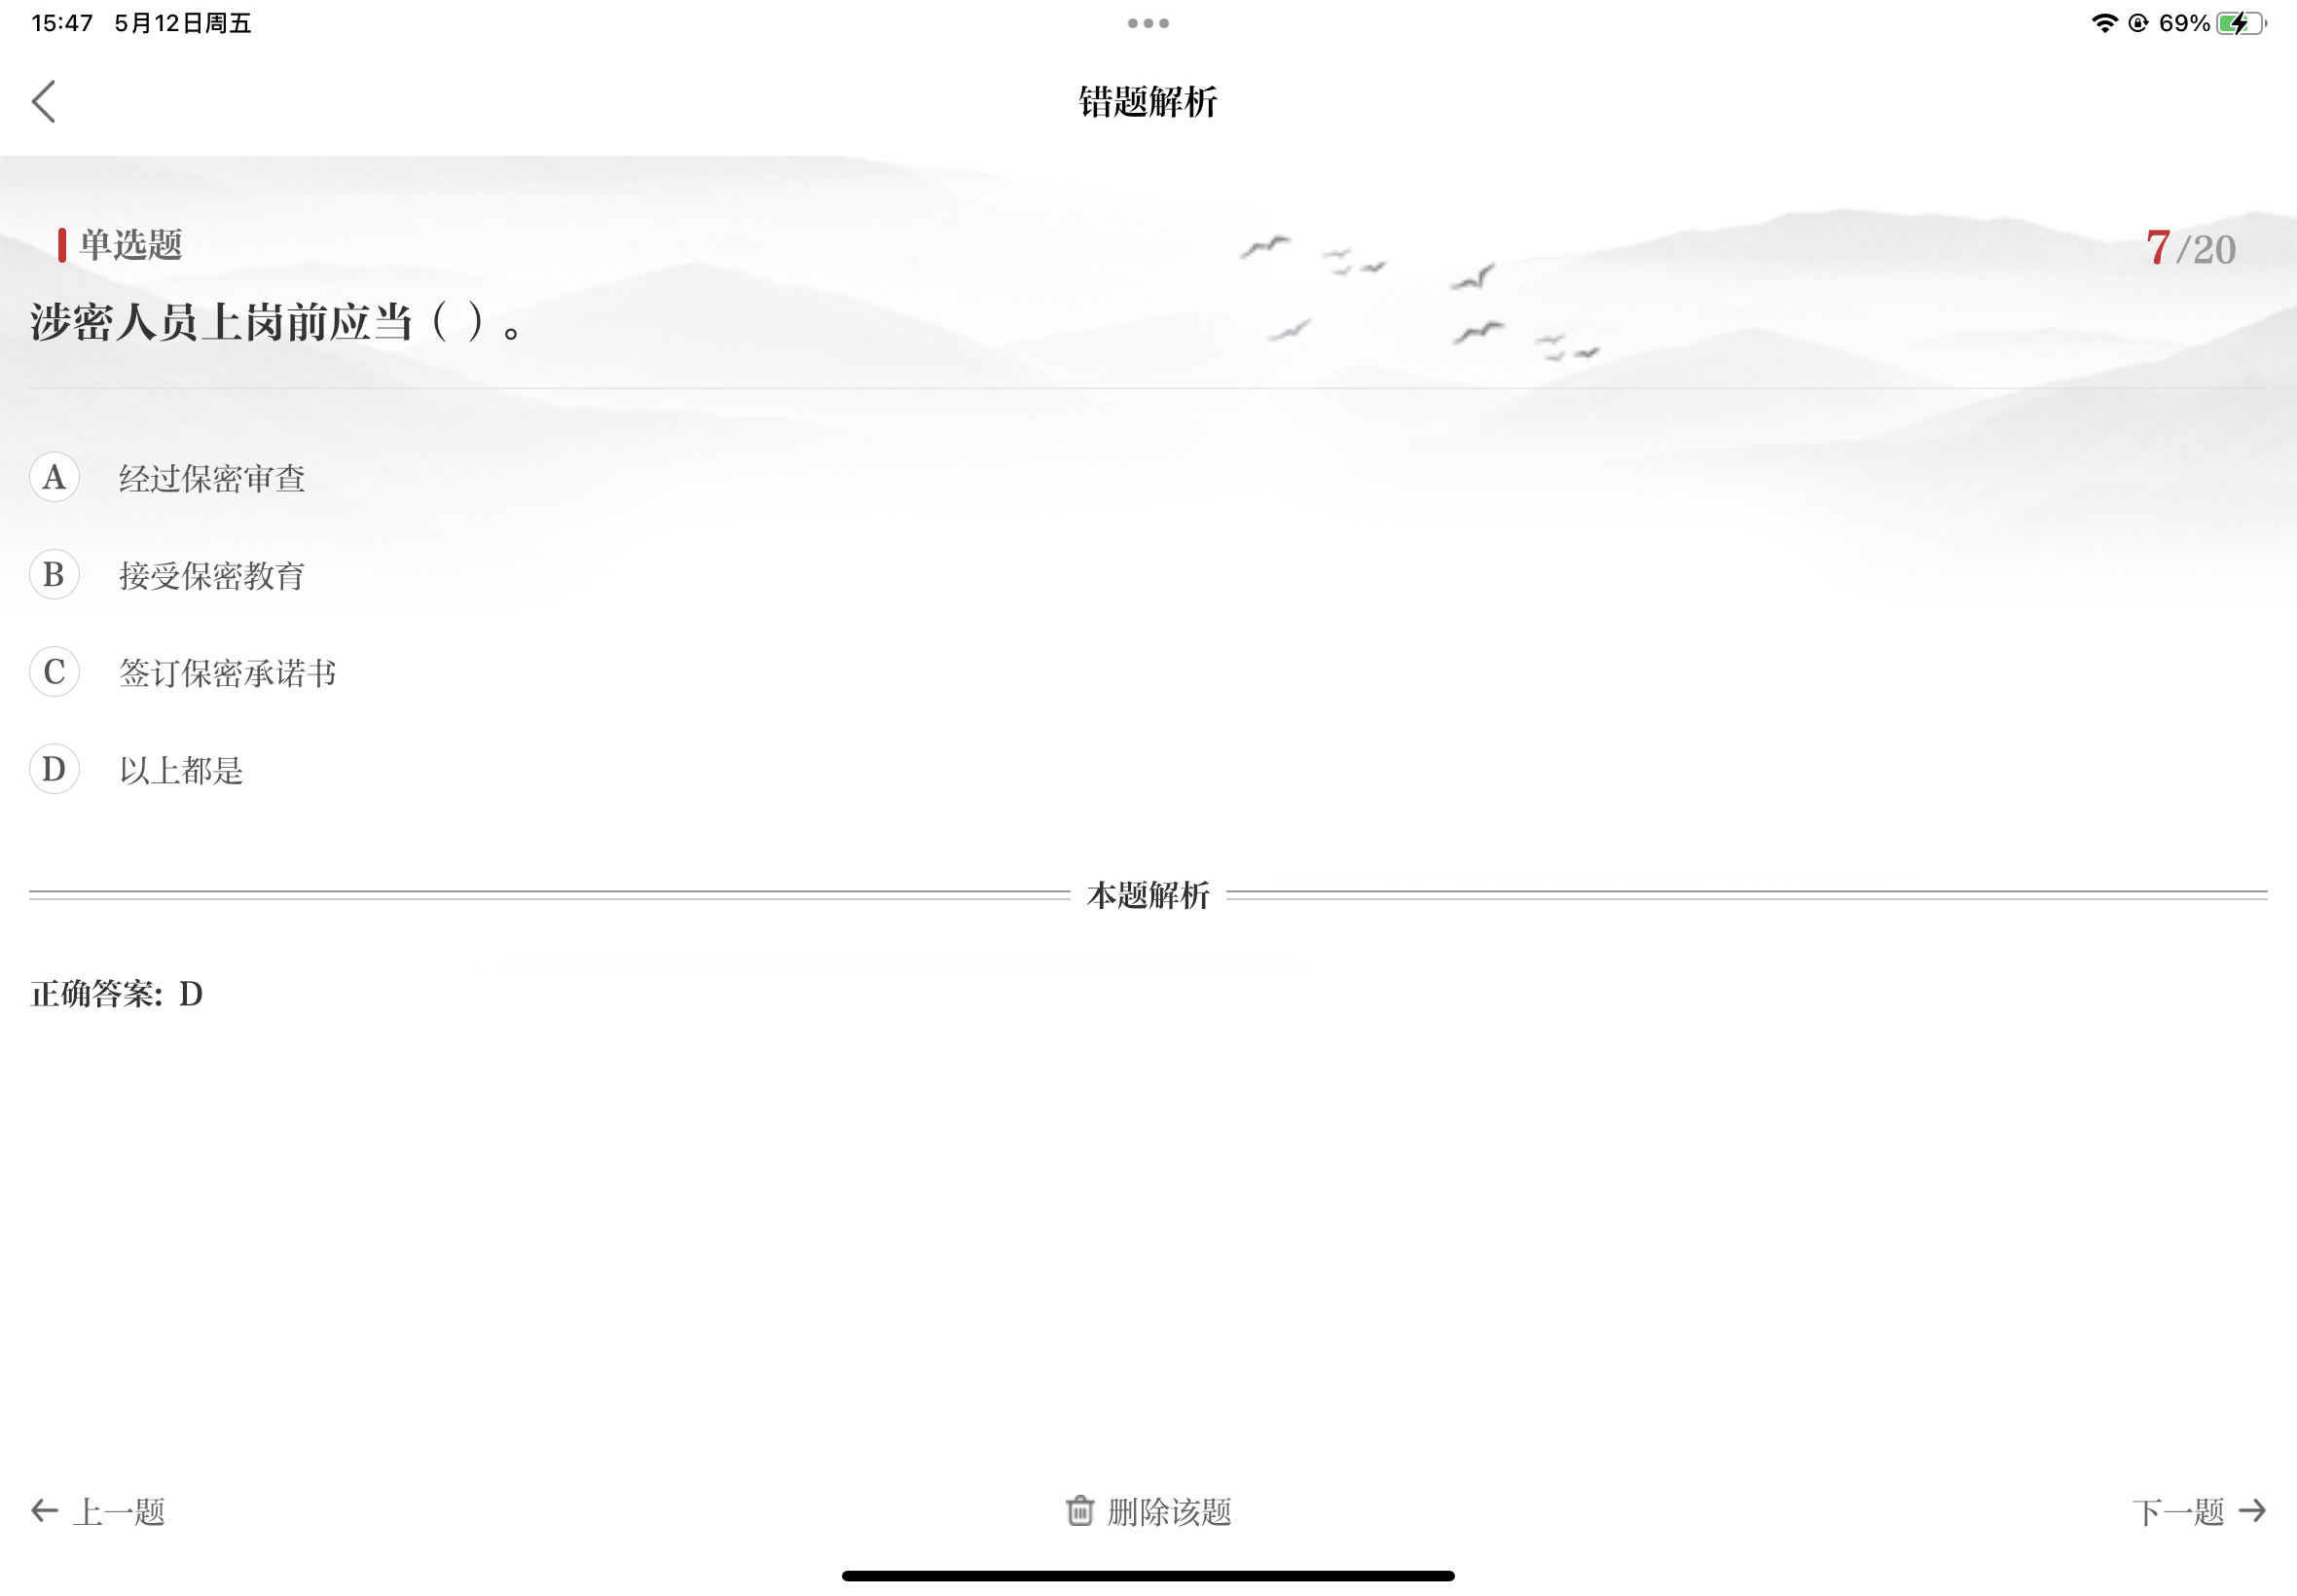 15:47 5月12日周五
69%
错题解析
单选题
7/20
涉密人员上岗前应当（ ）。
A 经过保密审查
B 接受保密教育
C 签订保密承诺书
D 以上都是
本题解析
正确答案: D
上一题
删除该题
下一题